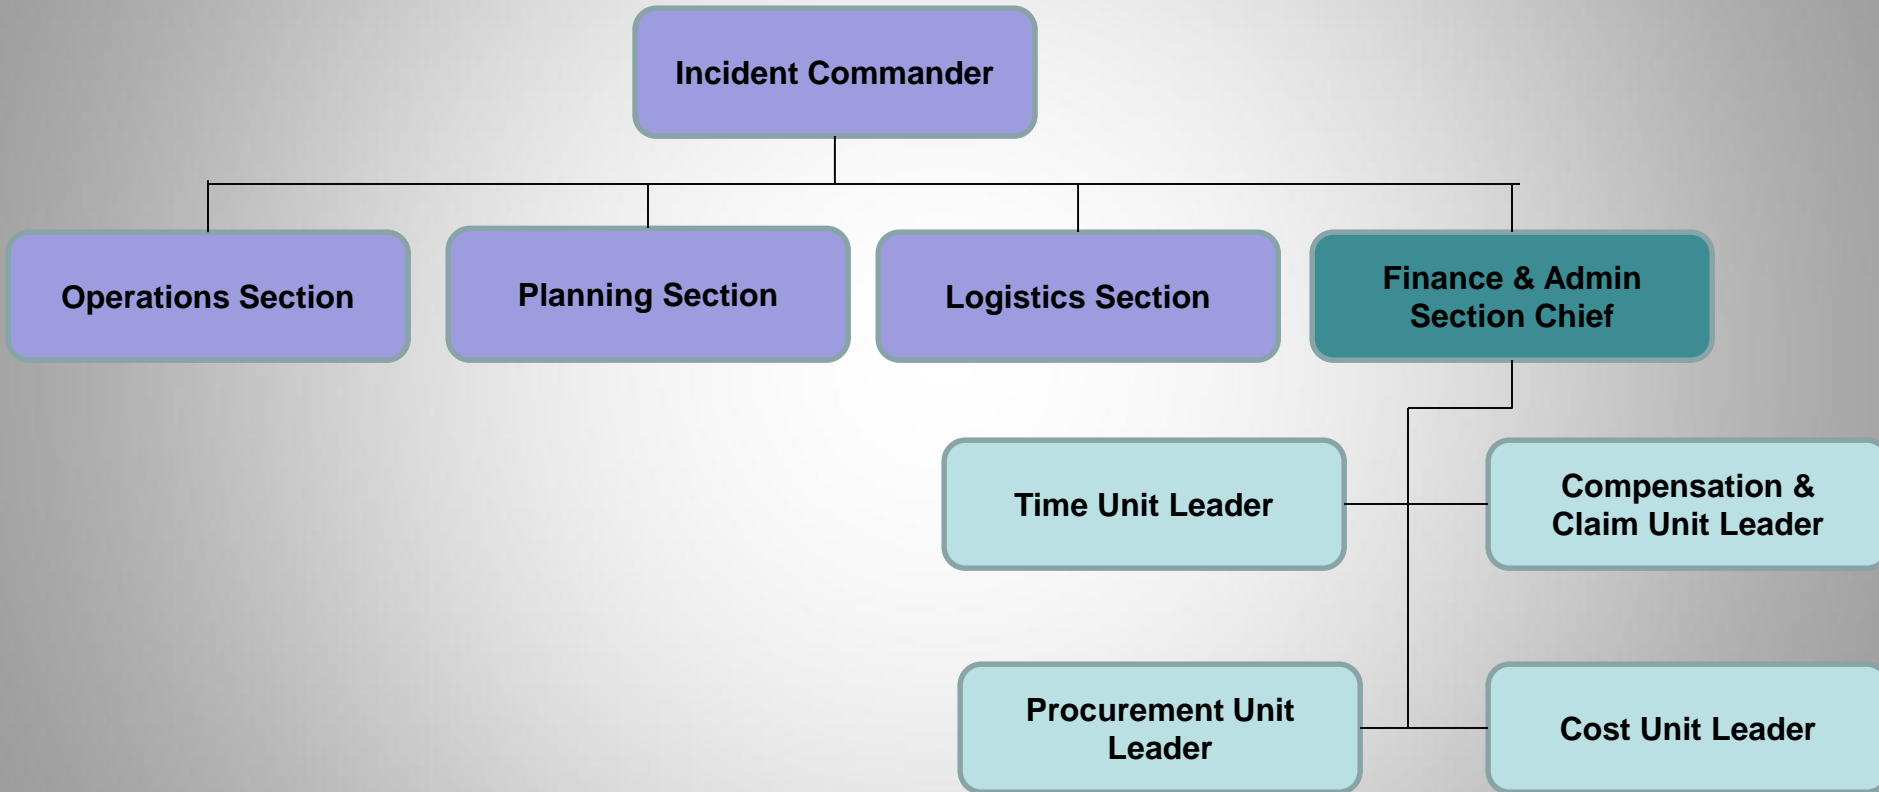 Incident Commander
Operations Section
Planning Section
Logistics Section
Finance & Admin
Section Chief
Time Unit Leader
Compensation &
Claim Unit Leader
Procurement Unit
Leader
Cost Unit Leader